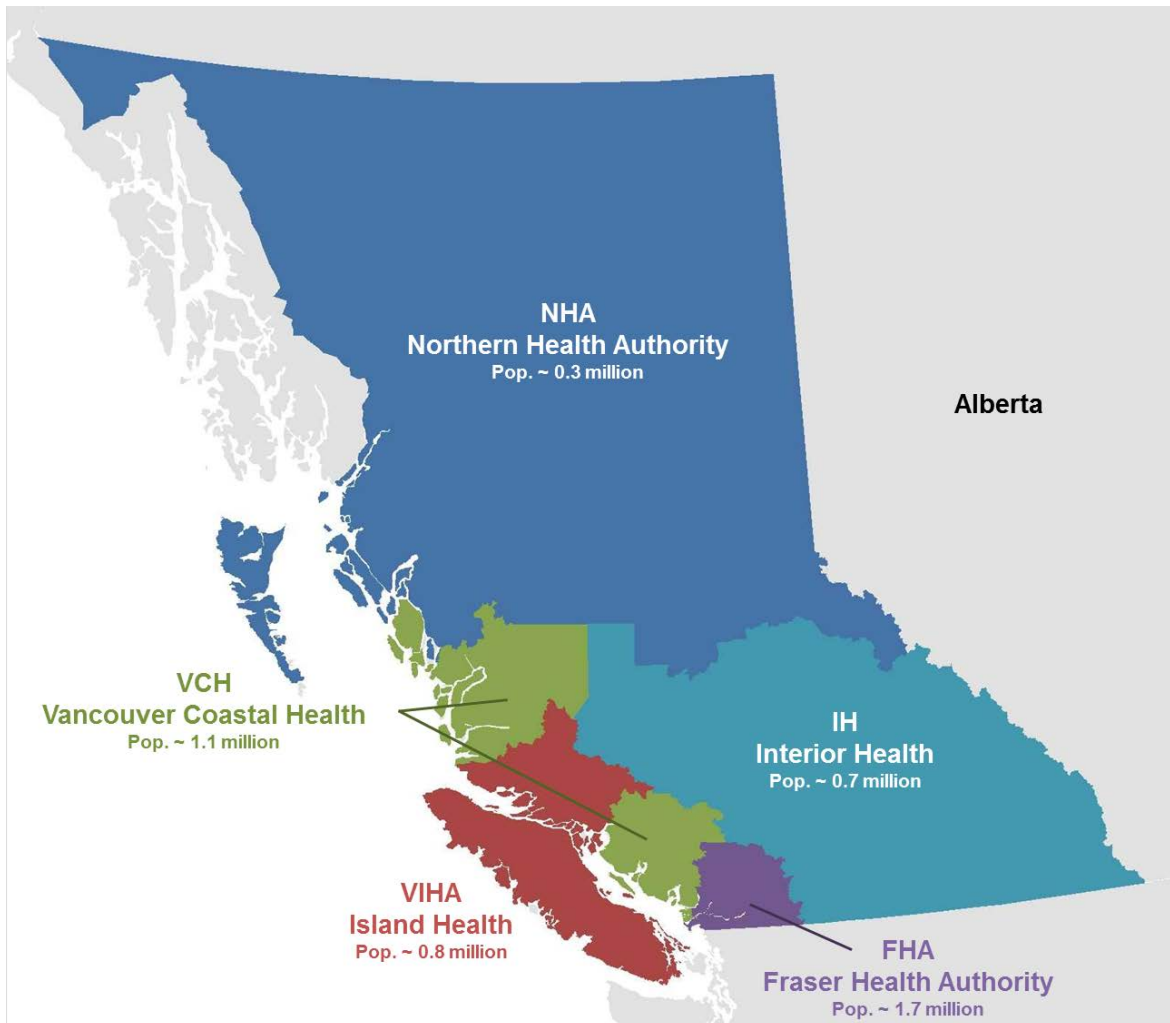 NHA
Northern Health Authority
Pop. ~ 0.3 million
Alberta
VCH
Vancouver Coastal Health
Pop. ~ 1.1 million
IH
Interior Health
Pop. ~ 0.7 million
VIHA
Island Health
Pop. ~ 0.8 million
FHA
Fraser Health Authority
Pop. ~ 1.7 million